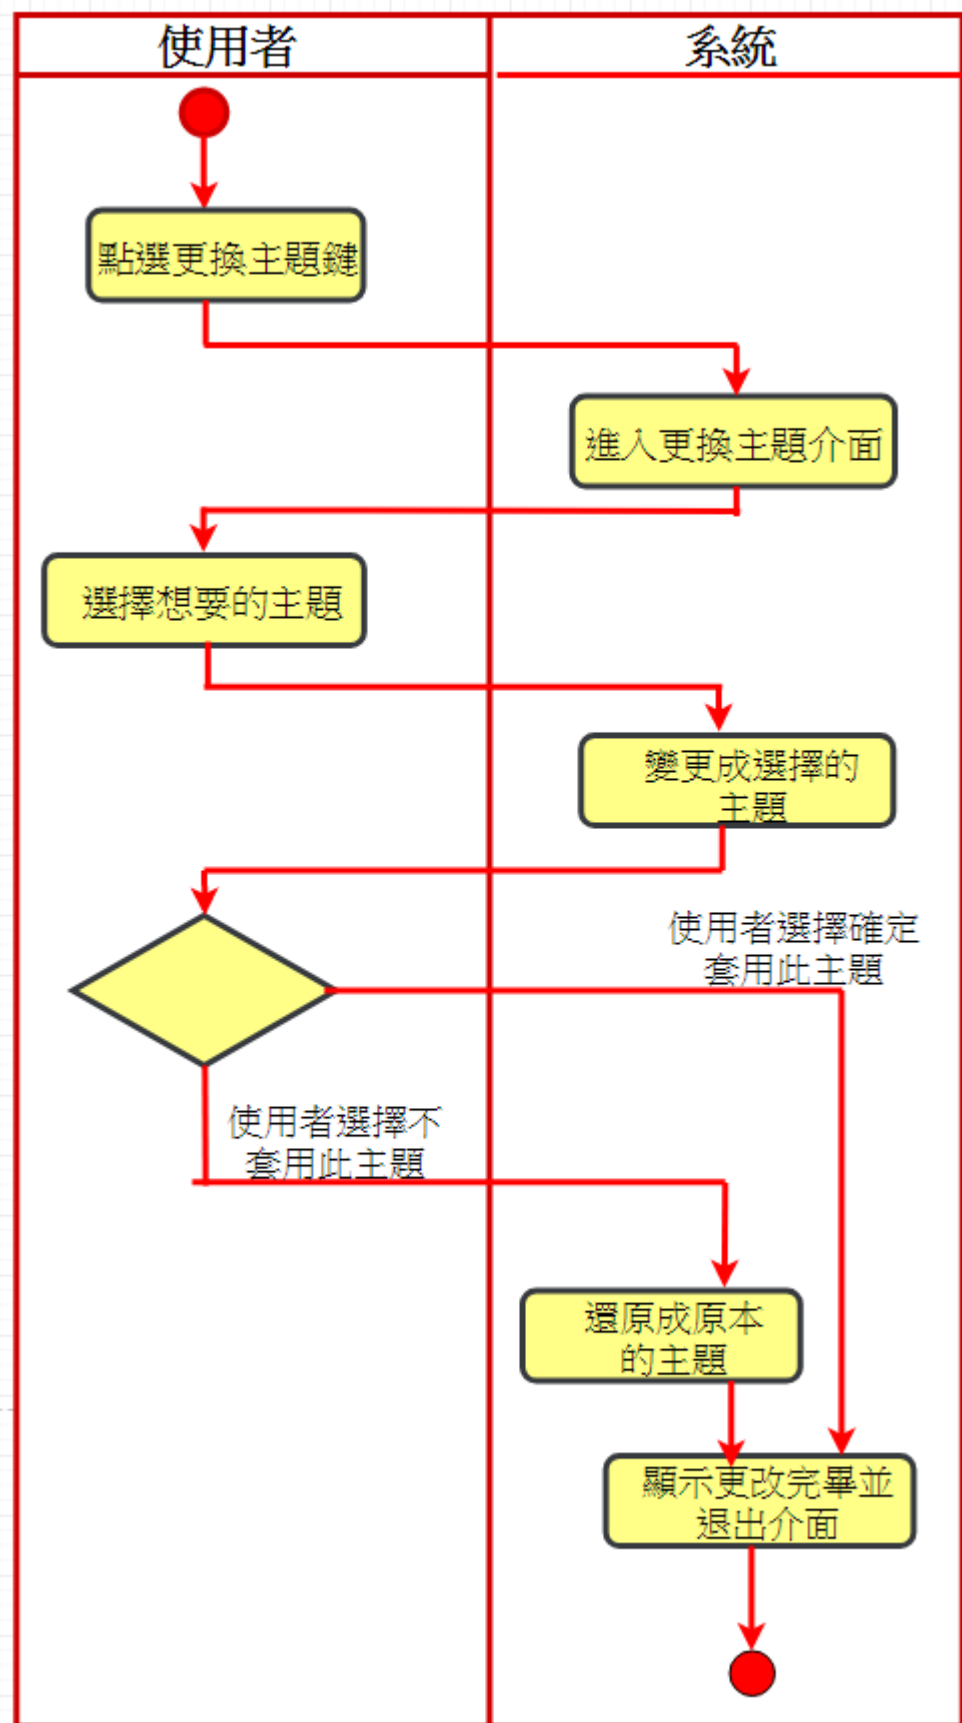 使用者
系統
點選更換主題鍵
進入更換主題介面
選擇想要的主題
變更成選擇的
主題
使用者選擇確定
套用此主題
使用者選擇不
套用此主題
還原成原本
的主題
顯示更改完畢並
退出介面